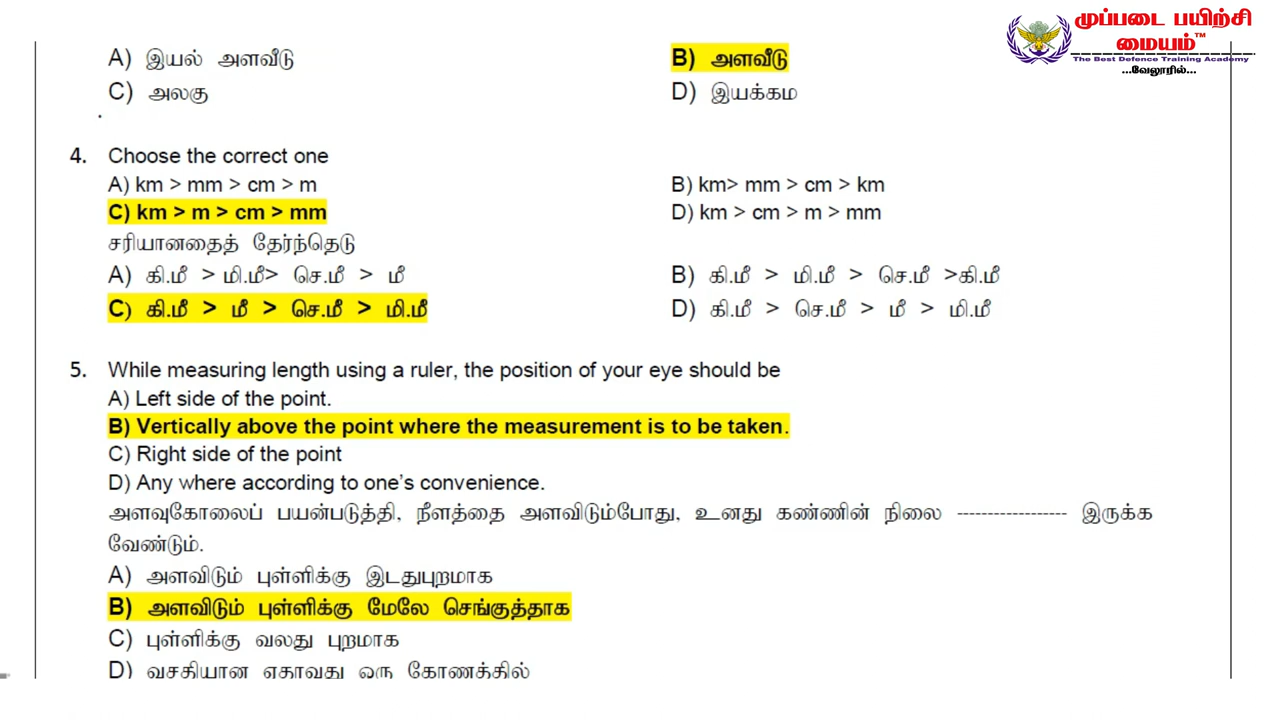 முப்படை பயிற்சி
மையம்™
The Best Defence Training Academy
...வேலூரில்...
A) இயல் அளவீடு B) அளவீடு
C) அலகு D) இயக்கம
4. Choose the correct one
A) km > mm > cm > m B) km> mm > cm > km
C) km > m > cm > mm D) km > cm > m > mm
சரியானதைத் தேர்ந்தெடு
A) கி.மீ > மி.மீ> செ.மீ > மீ B) கி.மீ > மி.மீ > செ.மீ >கி.மீ
C) கி.மீ > மீ > செ.மீ > மி.மீ D) கி.மீ > செ.மீ > மீ > மி.மீ
5. While measuring length using a ruler, the position of your eye should be
A) Left side of the point.
B) Vertically above the point where the measurement is to be taken.
C) Right side of the point
D) Any where according to one's convenience.
அளவுகோலைப் பயன்படுத்தி, நீளத்தை அளவிடும்போது, உனது கண்ணின் நிலை ------------------ இருக்க
வேண்டும்.
A) அளவிடும் புள்ளிக்கு இடதுபுறமாக
B) அளவிடும் புள்ளிக்கு மேலே செங்குத்தாக
C) புள்ளிக்கு வலது புறமாக
D) வசதியான ஏதாவது ஒரு கோணத்தில்